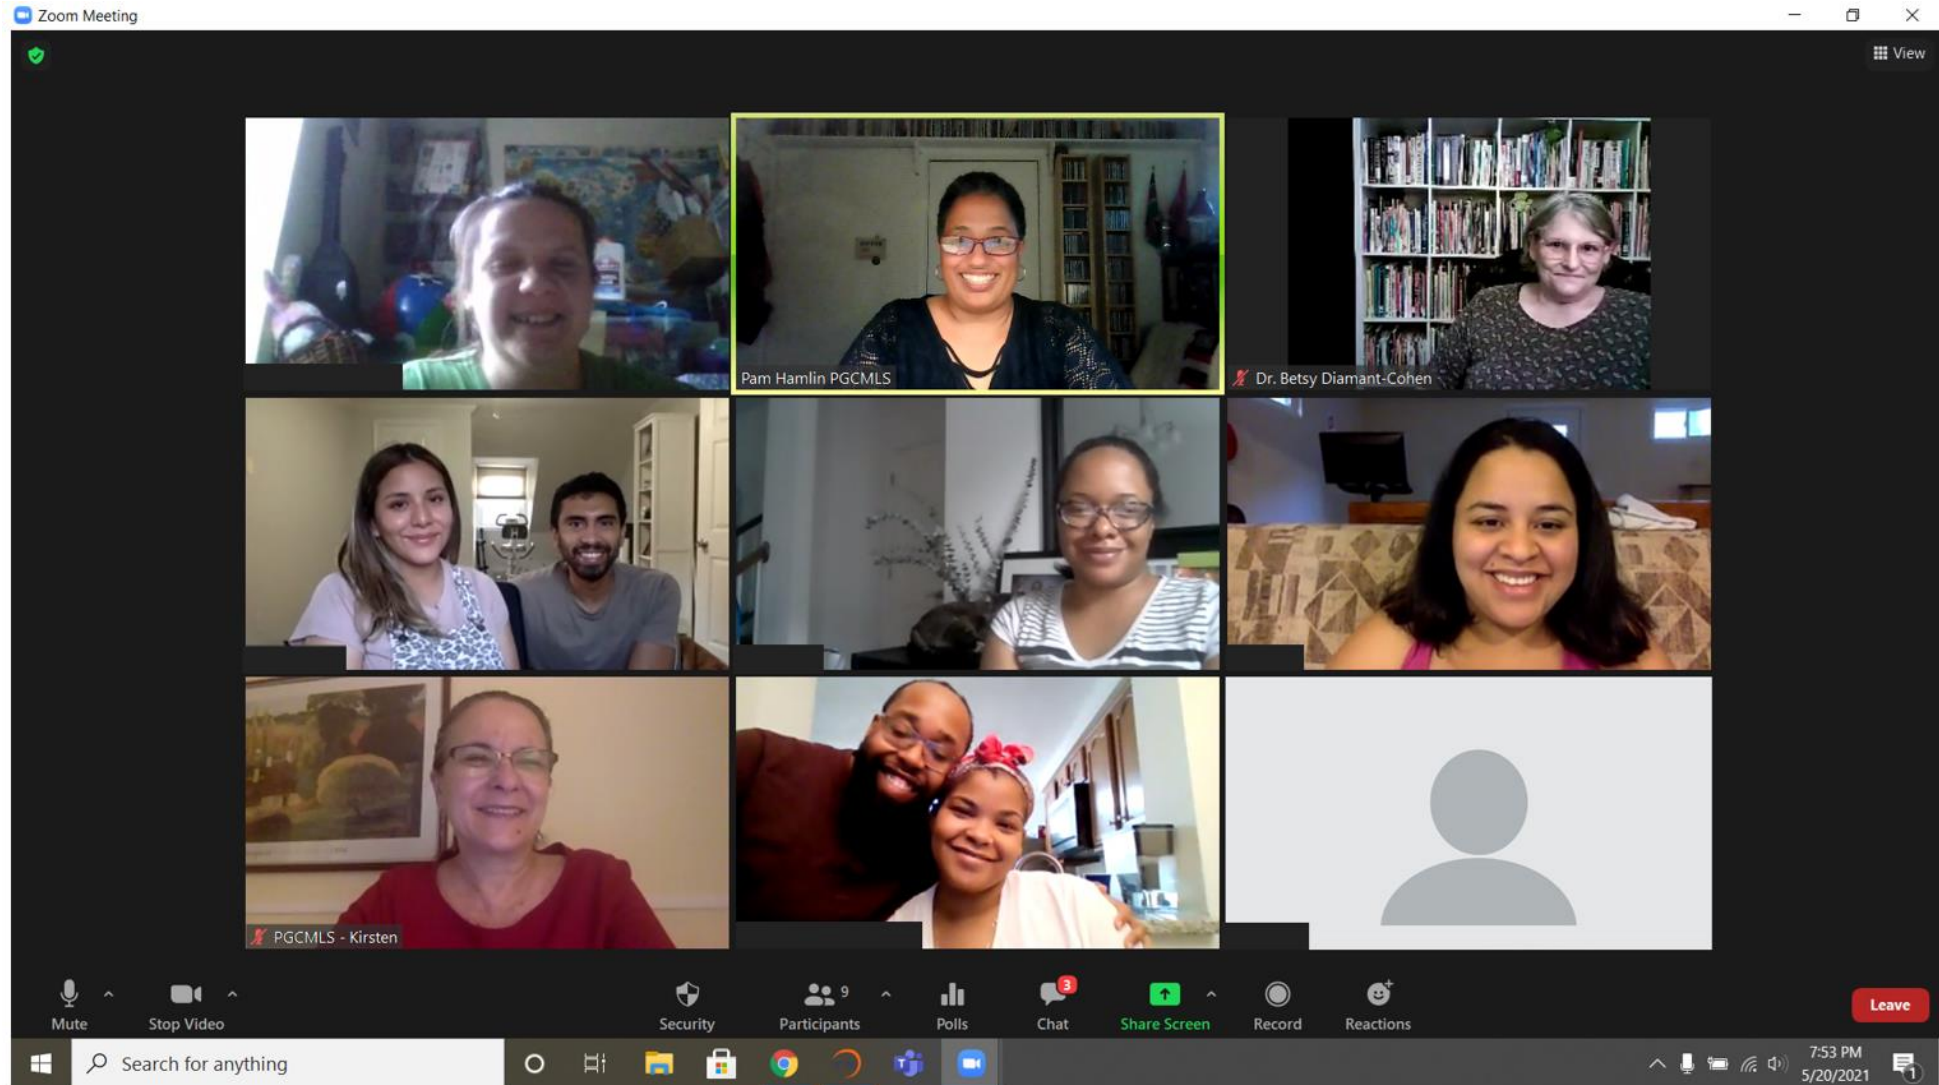 Zoom Meeting
View
Pam Hamlin PGCMLS
Dr. Betsy Diamant-Cohen
PGCMLS - Kirsten
Mute
Stop Video
Security
9
Participants
Polls
3
Chat
Share Screen
Record
Reactions
Leave
Search for anything
7:53 PM
5/20/2021
1